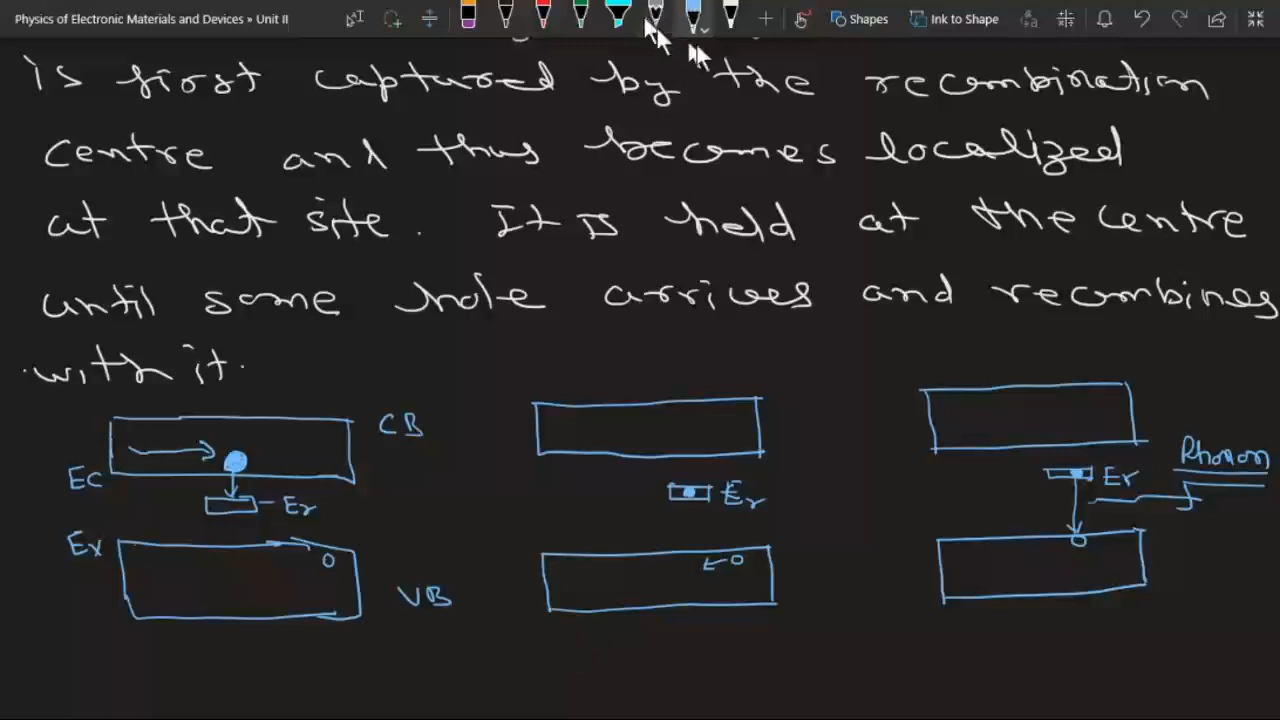 Physics of Electronic Materials and Devices » Unit II
Shapes
Ink to Shape
is first captured by the recombination
centre and thus becomes localized
at that site. It is held at the centre
until some hole arrives and recombines
with it.
CB
Ec
Er
Ev
VB
Er
Er
Phonon